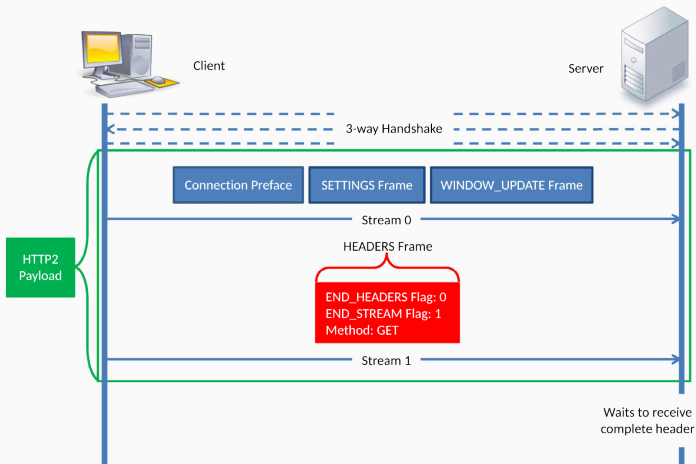 Client
Server
3-way Handshake
Connection Preface
SETTINGS Frame
WINDOW_UPDATE Frame
Stream 0
HTTP2
Payload
HEADERS Frame
END_HEADERS Flag: 0
END_STREAM Flag: 1
Method: GET
Stream 1
Waits to receive
complete header